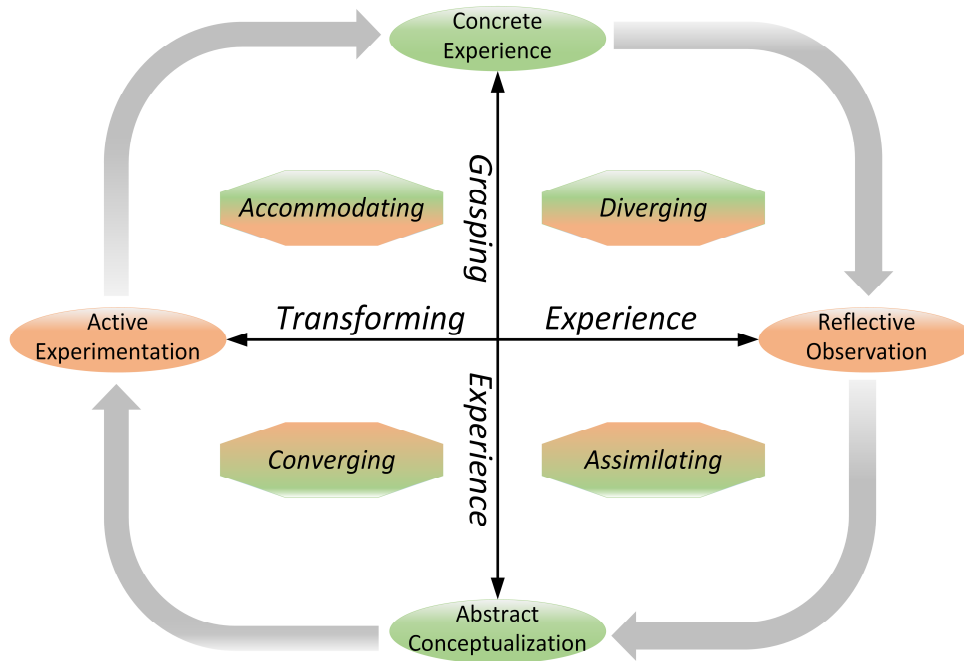 Concrete
Experience
Grasping
Accommodating
Diverging
Transforming
Experience
Active
Experimentation
Reflective
Observation
Experience
Converging
Assimilating
Abstract
Conceptualization